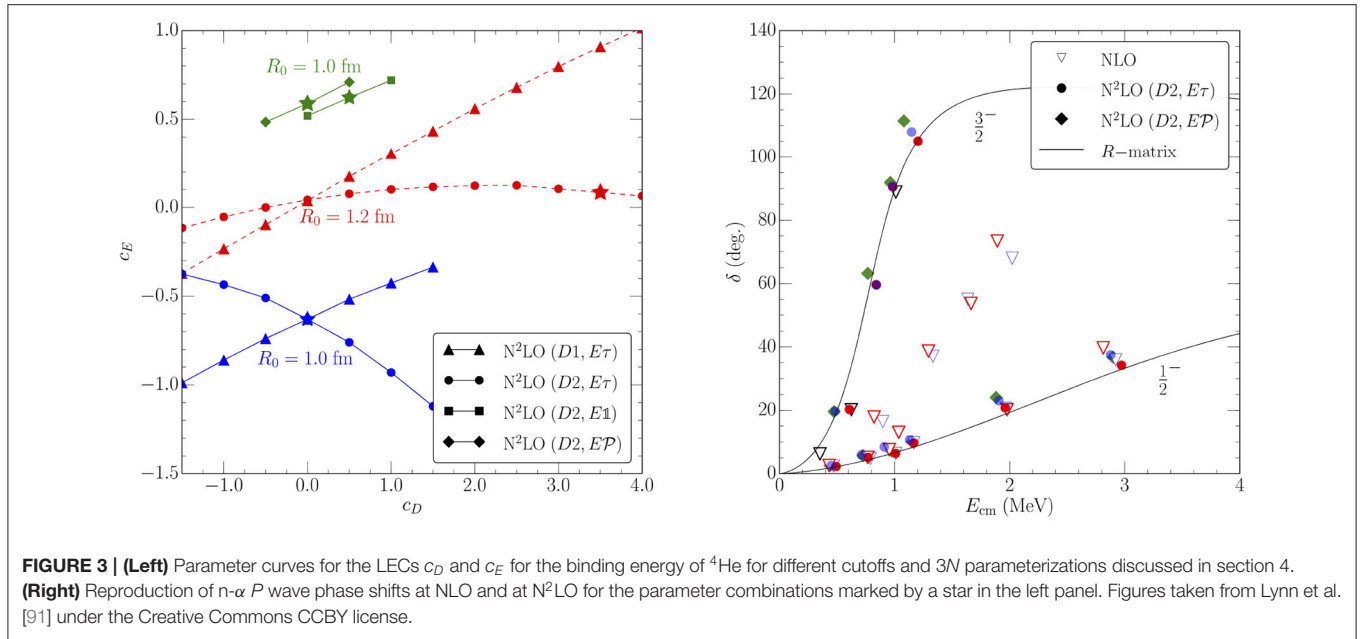 1.0
0.5
0.0
−0.5
−1.0
−1.5
c_E
−1.0
0.0
1.0
2.0
3.0
4.0
c_D
R₀ = 1.0 fm
R₀ = 1.2 fm
R₀ = 1.0 fm
N²LO (D1, Eτ)
N²LO (D2, Eτ)
N²LO (D2, E𝟙)
N²LO (D2, E𝒫)
140
120
100
80
60
40
20
0
δ (deg.)
0
1
2
3
4
E_cm (MeV)
3/2⁻
1/2⁻
NLO
N²LO (D2, Eτ)
N²LO (D2, E𝒫)
R−matrix
FIGURE 3 | (Left) Parameter curves for the LECs c_D and c_E for the binding energy of ⁴He for different cutoffs and 3N parameterizations discussed in section 4.
(Right) Reproduction of n-α P wave phase shifts at NLO and at N²LO for the parameter combinations marked by a star in the left panel. Figures taken from Lynn et al.
[91] under the Creative Commons CCBY license.